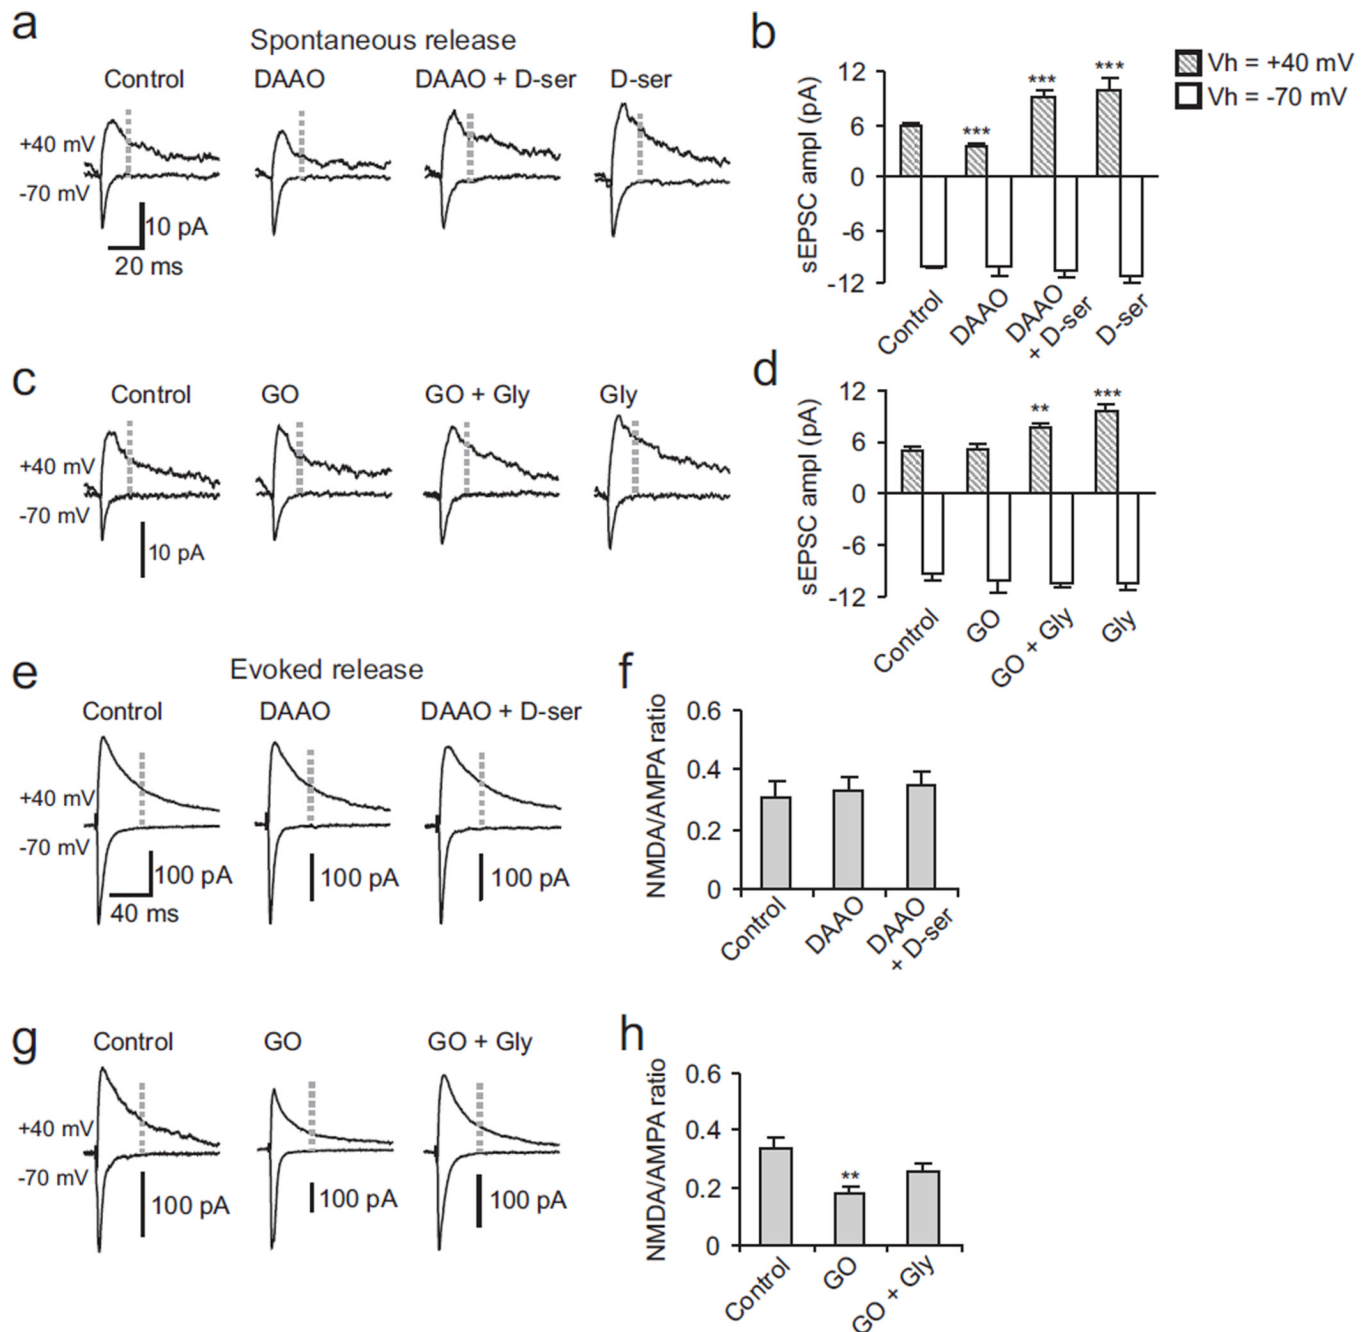 a
Spontaneous release
Control
DAAO
DAAO + D-ser
D-ser
+40 mV
-70 mV
10 pA
20 ms
b
Vh = +40 mV
Vh = -70 mV
sEPSC ampl (pA)
12
6
0
-6
-12
***
***
***
Control
DAAO
DAAO
+ D-ser
D-ser
c
Control
GO
GO + Gly
Gly
+40 mV
-70 mV
10 pA
d
sEPSC ampl (pA)
12
6
0
-6
-12
**
***
Control
GO
GO + Gly
Gly
e
Evoked release
Control
DAAO
DAAO + D-ser
+40 mV
-70 mV
100 pA
40 ms
100 pA
100 pA
f
NMDA/AMPA ratio
0.6
0.4
0.2
0
Control
DAAO
DAAO
+ D-ser
g
Control
GO
GO + Gly
+40 mV
-70 mV
100 pA
100 pA
100 pA
h
NMDA/AMPA ratio
0.6
0.4
0.2
0
**
Control
GO
GO + Gly